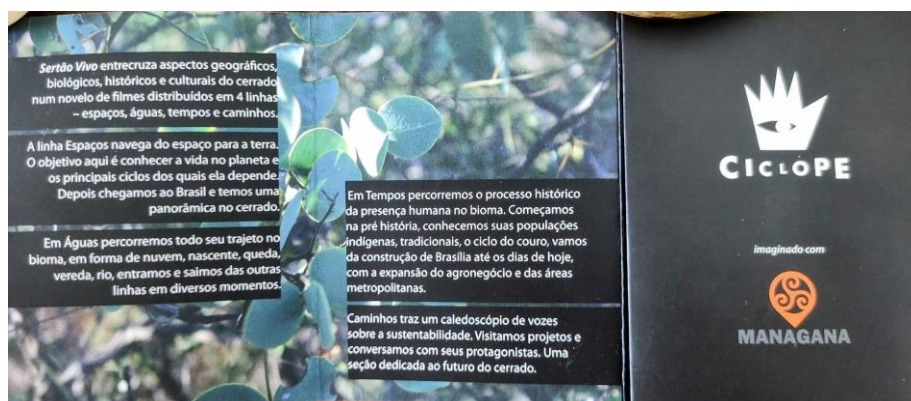 Sertão Vivo entrecruza aspectos geográficos,
biológicos, históricos e culturais do cerrado
num novelo de filmes distribuídos em 4 linhas
– espaços, águas, tempos e caminhos.
A linha Espaços navega do espaço para a terra.
O objetivo aqui é conhecer a vida no planeta e
os principais ciclos dos quais ela depende.
Depois chegamos ao Brasil e temos uma
panorâmica no cerrado.
Em Águas percorremos todo seu trajeto no
bioma, em forma de nuvem, nascente, queda,
vereda, rio, entramos e saimos das outras
linhas em diversos momentos.
Em Tempos percorremos o processo histórico
da presença humana no bioma. Começamos
na pré história, conhecemos suas populações
indígenas, tradicionais, o ciclo do couro, vamos
da construção de Brasília até os dias de hoje,
com a expansão do agronegócio e das áreas
metropolitanas.
Caminhos traz um caledoscópio de vozes
sobre a sustentabilidade. Visitamos projetos e
conversamos com seus protagonistas. Uma
seção dedicada ao futuro do cerrado.
CICLOPE
imaginado com
MANAGANA